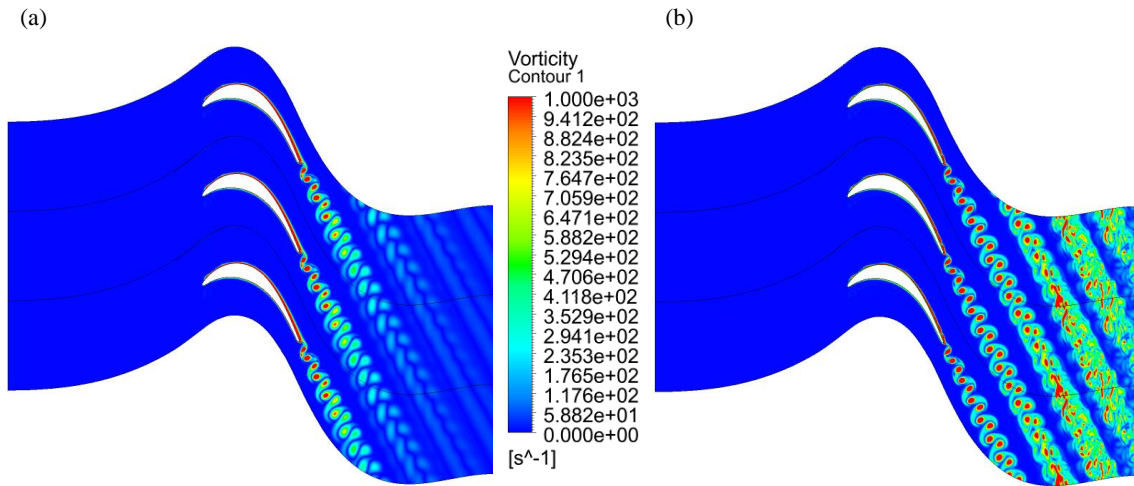 (a)
(b)
Vorticity
Contour 1
1.000e+03
9.412e+02
8.824e+02
8.235e+02
7.647e+02
7.059e+02
6.471e+02
5.882e+02
5.294e+02
4.706e+02
4.118e+02
3.529e+02
2.941e+02
2.353e+02
1.765e+02
1.176e+02
5.882e+01
0.000e+00
[s^-1]